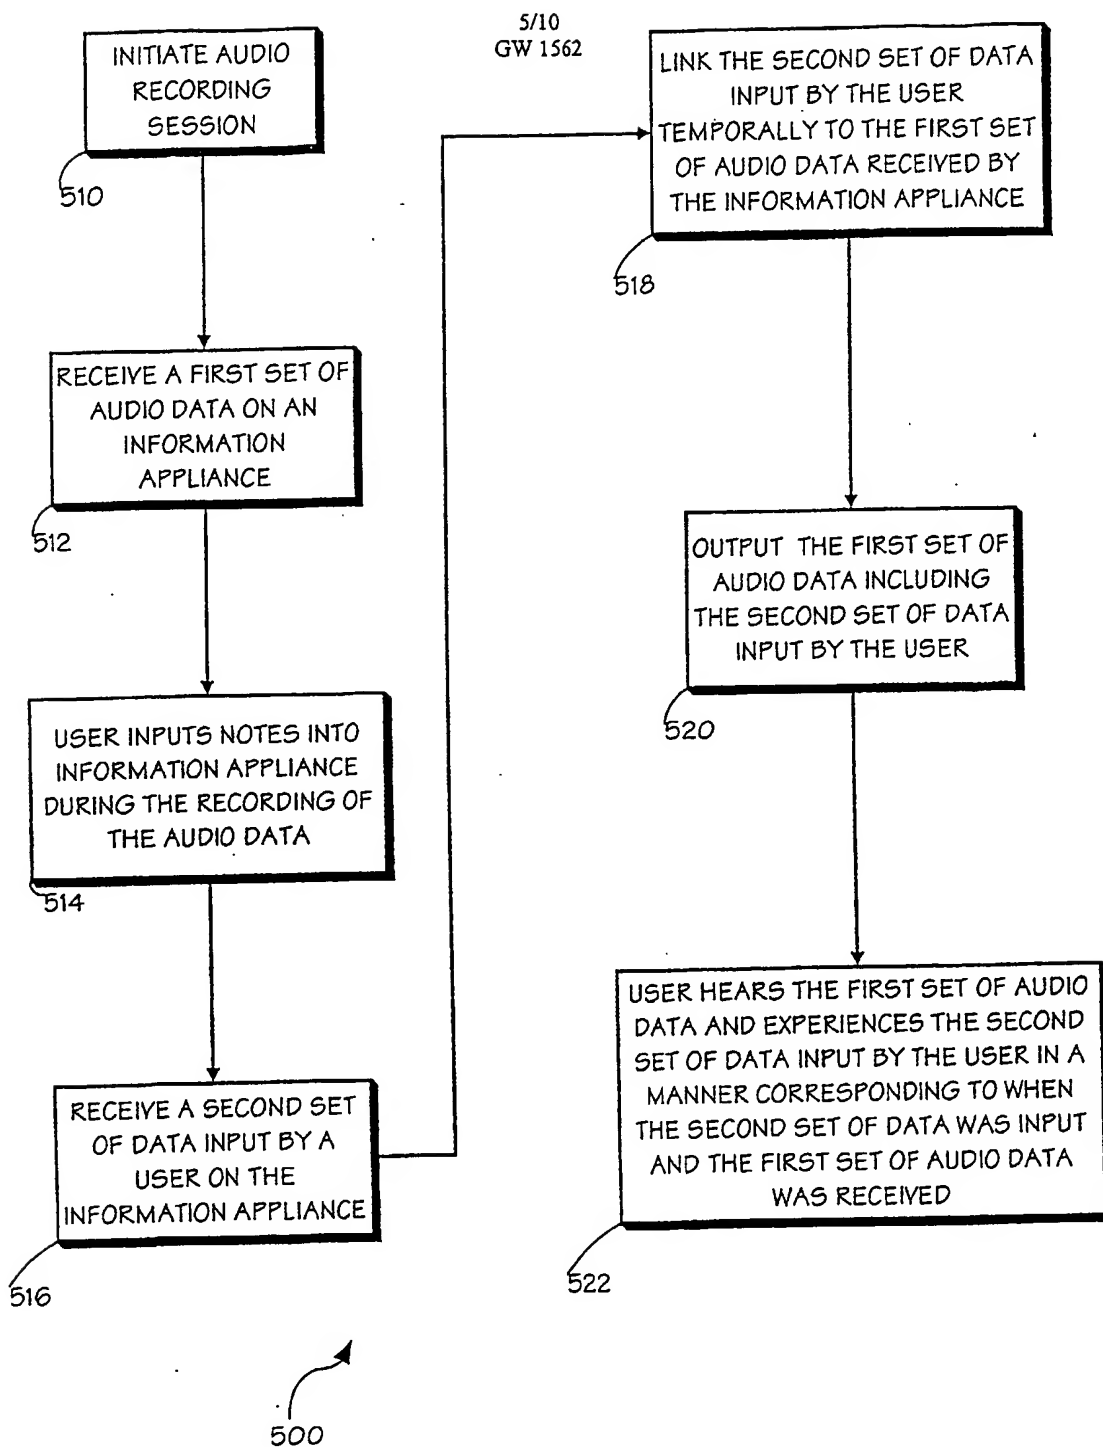 5/10
GW 1562
INITIATE AUDIO
RECORDING
SESSION
510
RECEIVE A FIRST SET OF
AUDIO DATA ON AN
INFORMATION
APPLIANCE
512
USER INPUTS NOTES INTO
INFORMATION APPLIANCE
DURING THE RECORDING OF
THE AUDIO DATA
514
RECEIVE A SECOND SET
OF DATA INPUT BY A
USER ON THE
INFORMATION APPLIANCE
516
LINK THE SECOND SET OF DATA
INPUT BY THE USER
TEMPORALLY TO THE FIRST SET
OF AUDIO DATA RECEIVED BY
THE INFORMATION APPLIANCE
518
OUTPUT THE FIRST SET OF
AUDIO DATA INCLUDING
THE SECOND SET OF DATA
INPUT BY THE USER
520
USER HEARS THE FIRST SET OF AUDIO
DATA AND EXPERIENCES THE SECOND
SET OF DATA INPUT BY THE USER IN A
MANNER CORRESPONDING TO WHEN
THE SECOND SET OF DATA WAS INPUT
AND THE FIRST SET OF AUDIO DATA
WAS RECEIVED
522
500